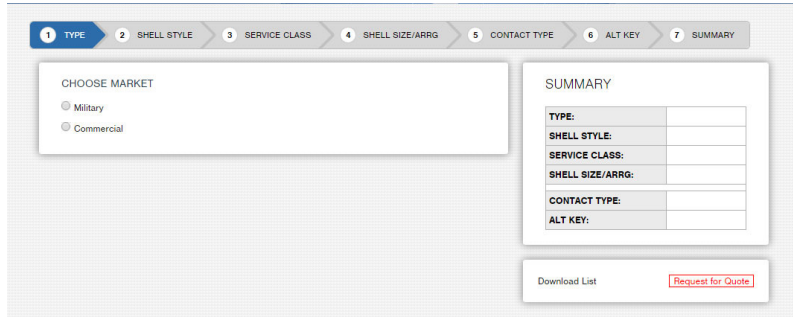 1 TYPE 2 SHELL STYLE 3 SERVICE CLASS 4 SHELL SIZE/ARRG 5 CONTACT TYPE 6 ALT KEY 7 SUMMARY
CHOOSE MARKET
Military
Commercial
SUMMARY
TYPE:
SHELL STYLE:
SERVICE CLASS:
SHELL SIZE/ARRG:
CONTACT TYPE:
ALT KEY:
Download List Request for Quote